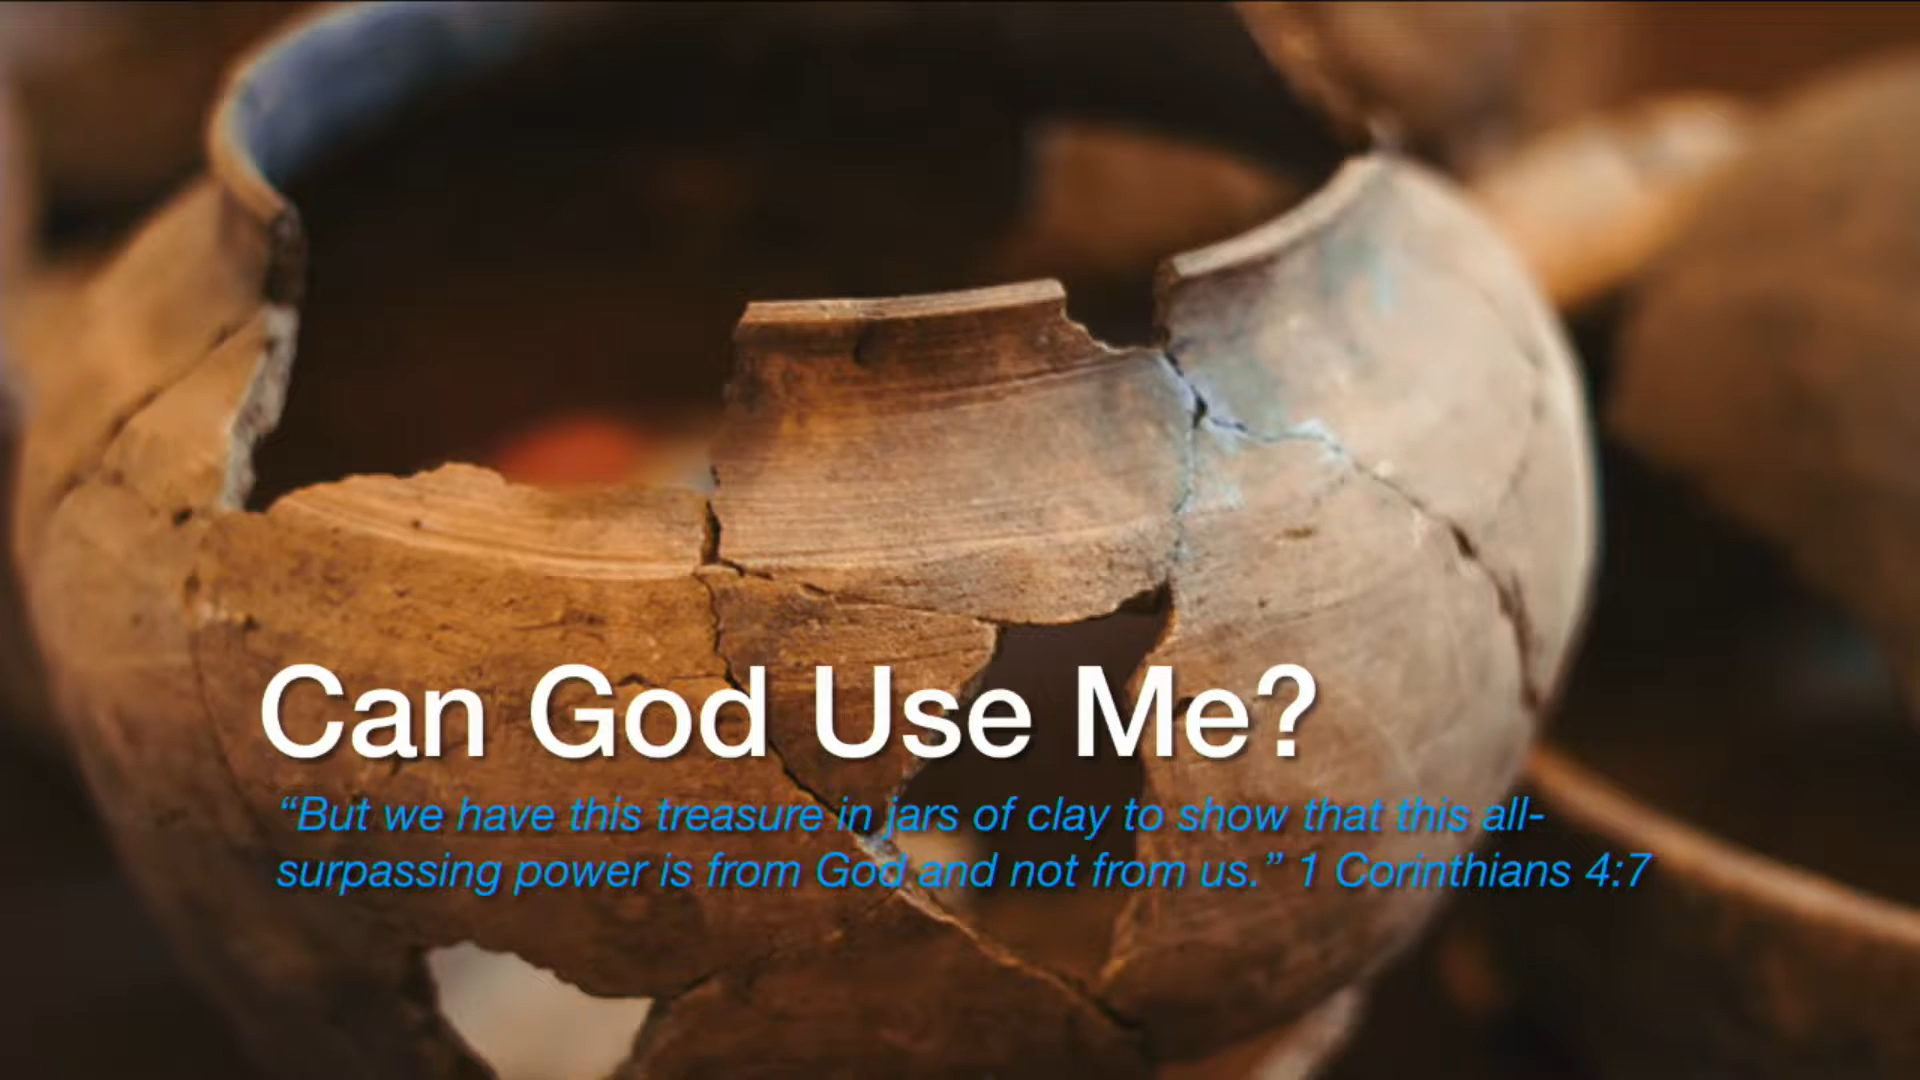 Can God Use Me?
“But we have this treasure in jars of clay to show that this all-
surpassing power is from God and not from us.” 1 Corinthians 4:7